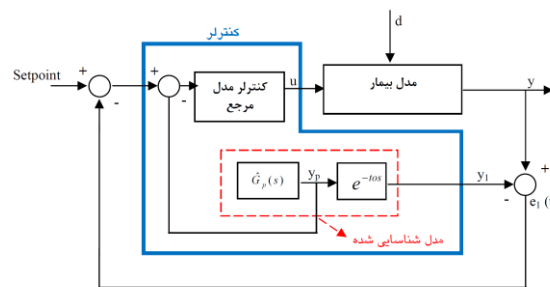 کنترلر
d
Setpoint
+
-
+
-
کنترلر مدل
مرجع
u
مدل بیمار
y
Ĝp(s)
yp
e^-tos
y1
+
-
e1 (
مدل شناسایی شده